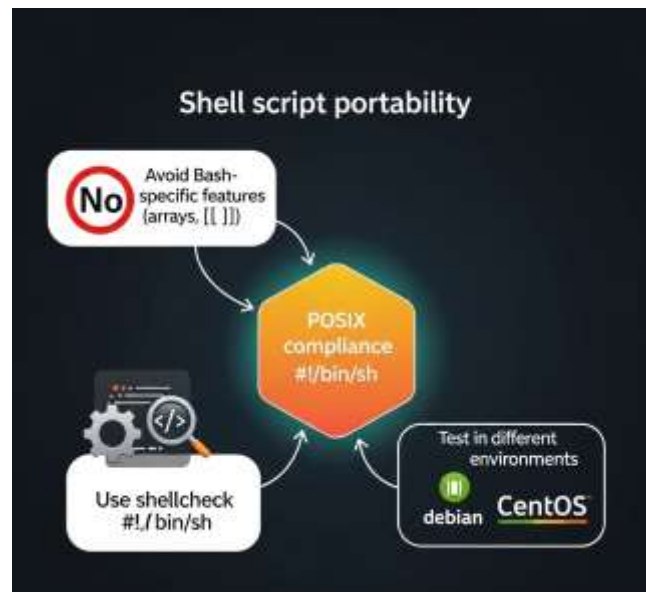 Shell script portability
No
Avoid Bash-
specific features
(arrays, [[ ]])
POSIX
compliance
#!/bin/sh
</>
Use shellcheck
#!,/bin/sh
Test in different
environments
debian
CentOS